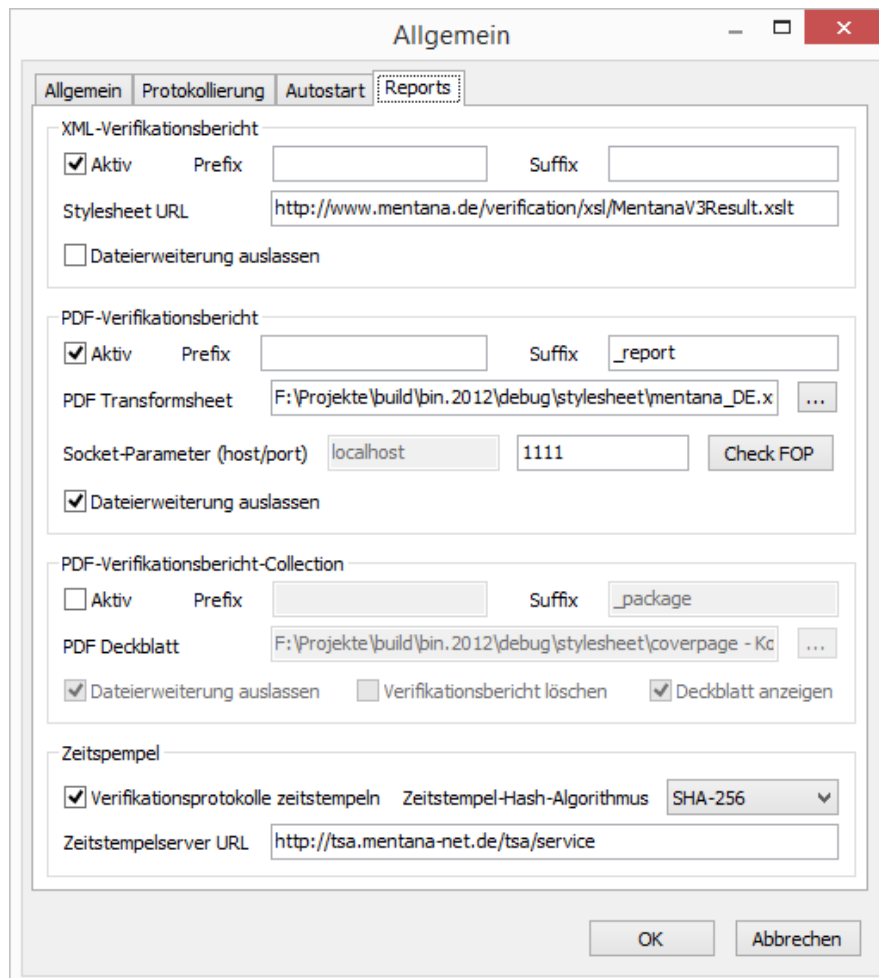 Allgemein
Allgemein Protokollierung Autostart Reports
XML-Verifikationsbericht
Aktiv Prefix Suffix
Stylesheet URL http://www.mentana.de/verification/xsl/MentanaV3Result.xslt
Dateierweiterung auslassen
PDF-Verifikationsbericht
Aktiv Prefix Suffix _report
PDF Transformsheet F:\Projekte\build\bin.2012\debug\stylesheet\mentana_DE.x ...
Socket-Parameter (host/port) localhost 1111 Check FOP
Dateierweiterung auslassen
PDF-Verifikationsbericht-Collection
Aktiv Prefix Suffix _package
PDF Deckblatt F:\Projekte\build\bin.2012\debug\stylesheet\coverpage - Ko ...
Dateierweiterung auslassen Verifikationsbericht löschen Deckblatt anzeigen
Zeitspempel
Verifikationsprotokolle zeitstempeln Zeitstempel-Hash-Algorithmus SHA-256
Zeitstempelserver URL http://tsa.mentana-net.de/tsa/service
OK Abbrechen